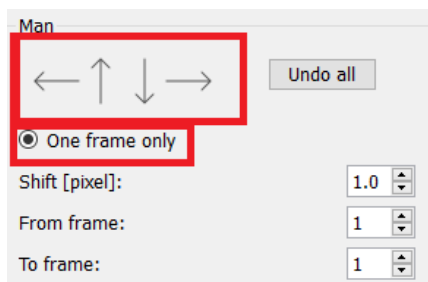 Man
Undo all
One frame only
Shift [pixel]: 1.0
From frame: 1
To frame: 1